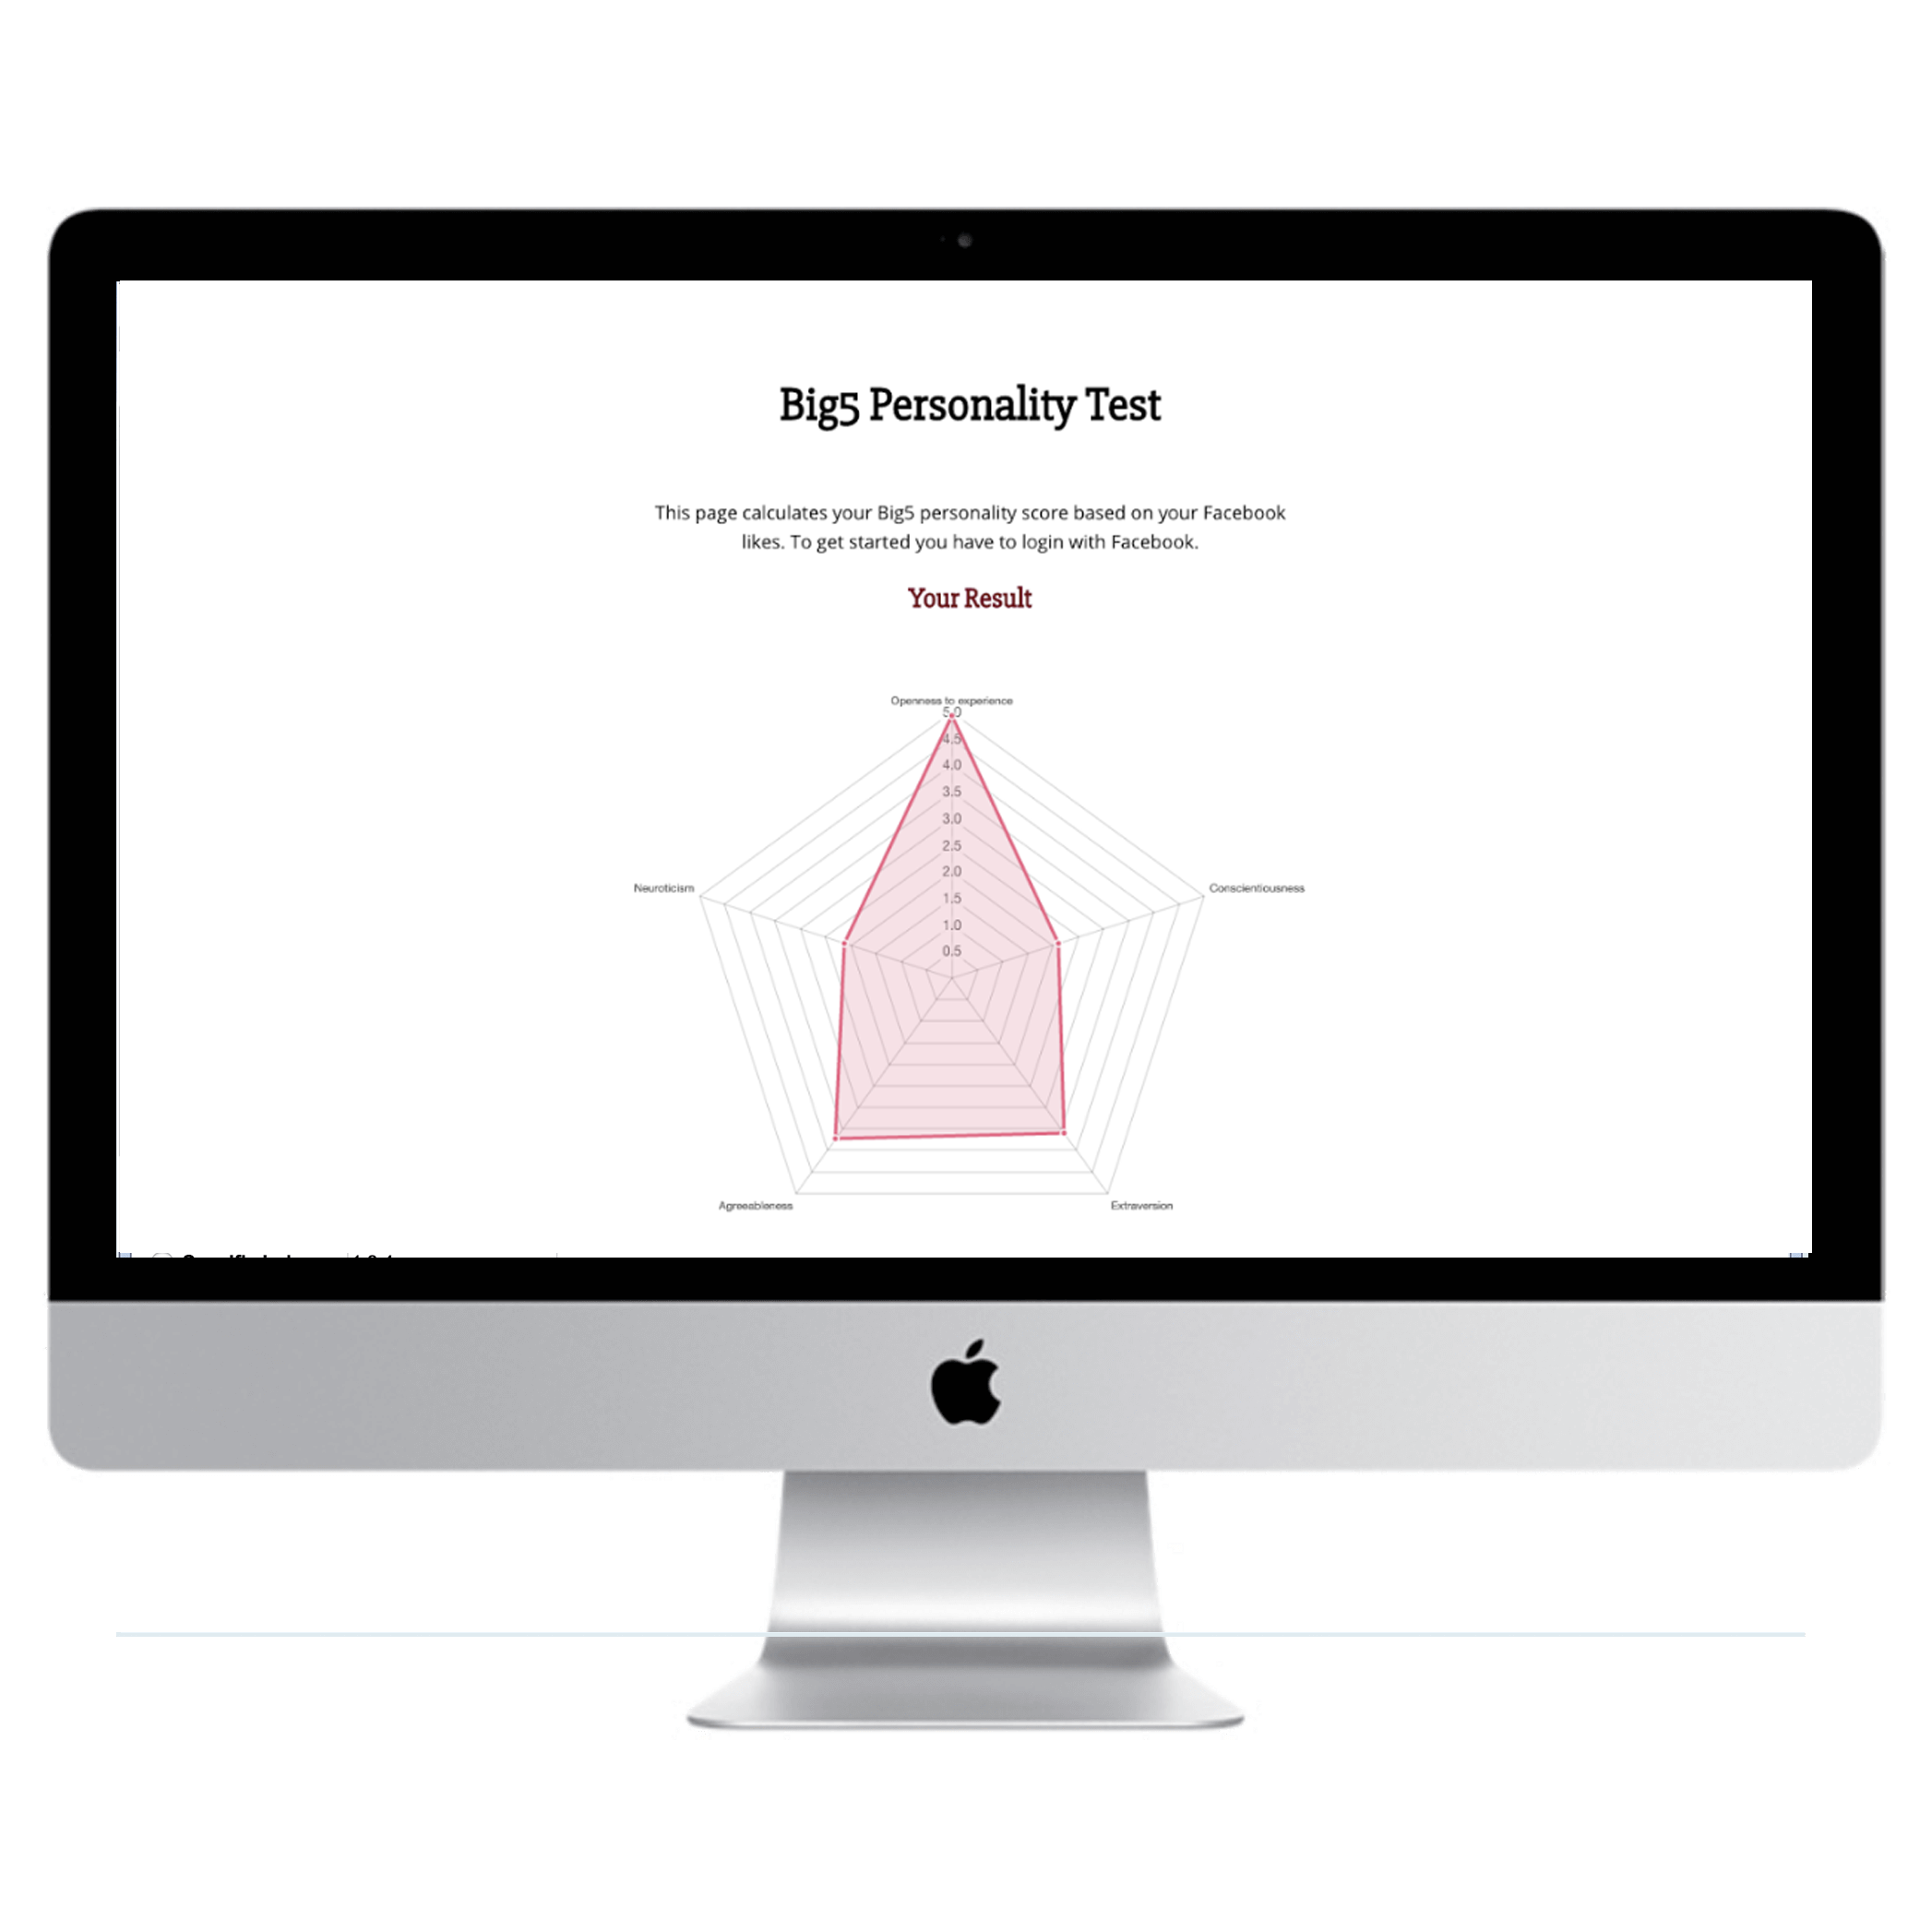 Big5 Personality Test
This page calculates your Big5 personality score based on your Facebook
likes. To get started you have to login with Facebook.
Your Result
Openness to experience
5.0
4.5
4.0
3.5
3.0
2.5
2.0
1.5
1.0
0.5
Neuroticism
Conscientiousness
Agreeableness
Extraversion